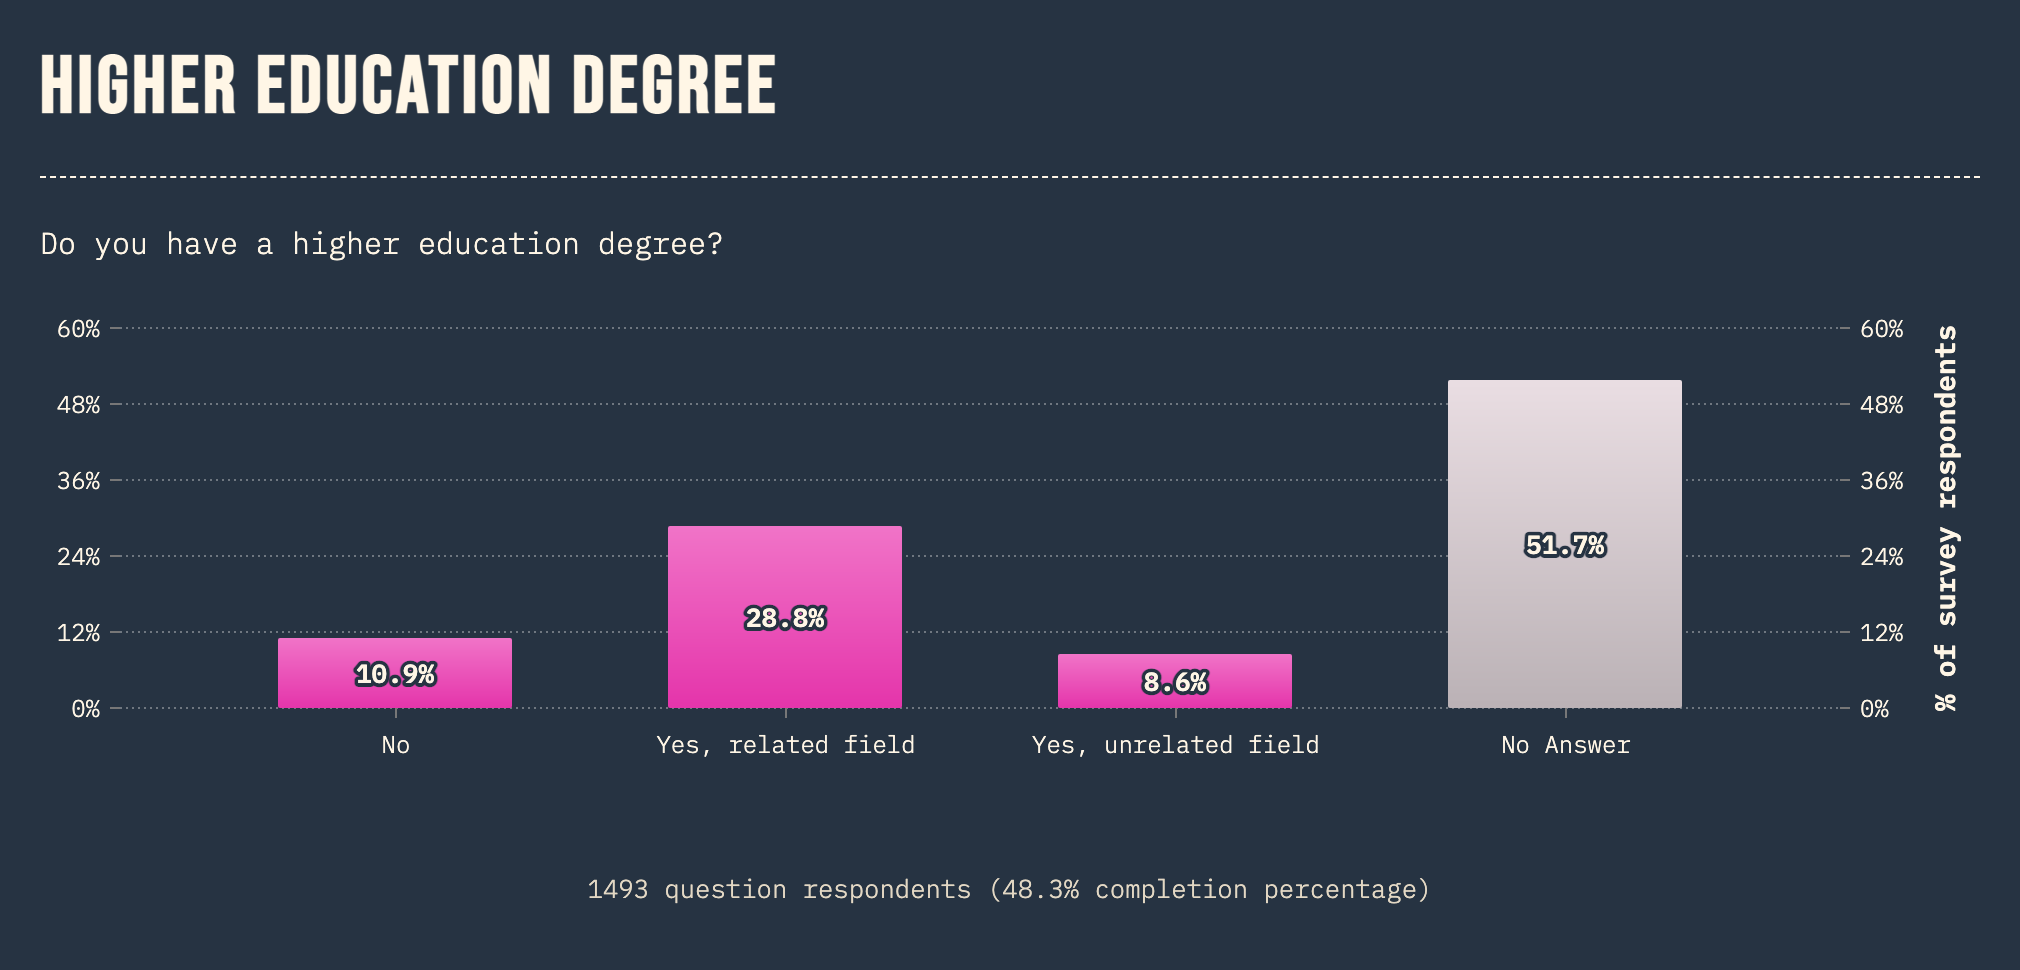 HIGHER EDUCATION DEGREE
Do you have a higher education degree?
60% 60%
48% 48%
36% 36%
24% 24%
12% 12%
0% 0%
% of survey respondents
10.9% 28.8% 8.6% 51.7%
No Yes, related field Yes, unrelated field No Answer
1493 question respondents (48.3% completion percentage)